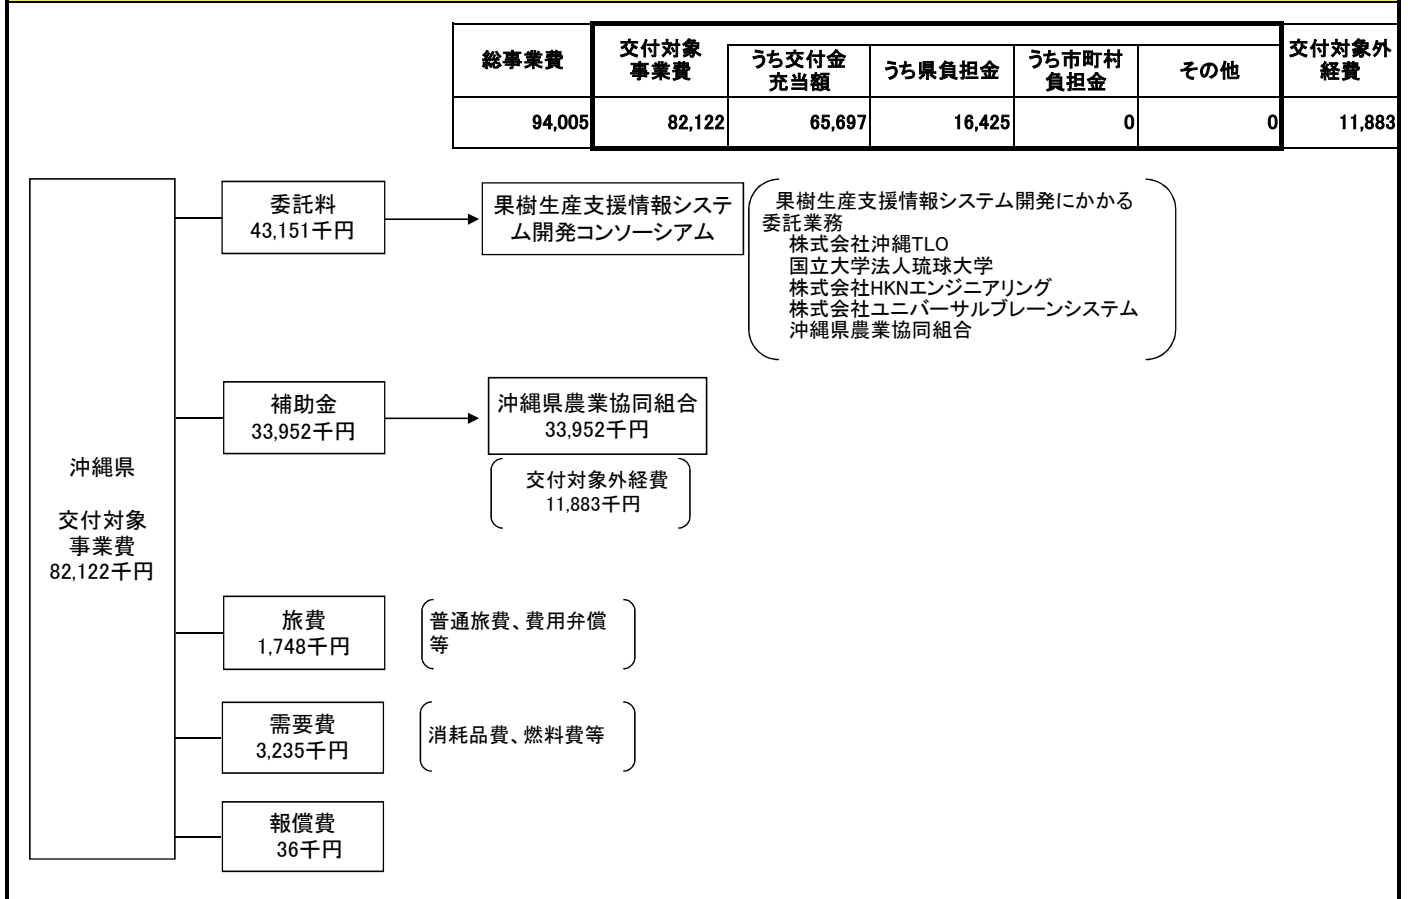 総事業費
交付対象
事業費
うち交付金
充当額
うち県負担金
うち市町村
負担金
その他
交付対象外
経費
94,005
82,122
65,697
16,425
0
0
11,883
沖縄県
交付対象
事業費
82,122千円
委託料
43,151千円
果樹生産支援情報システ
ム開発コンソーシアム
果樹生産支援情報システム開発にかかる
委託業務
株式会社沖縄TLO
国立大学法人琉球大学
株式会社HKNエンジニアリング
株式会社ユニバーサルブレーンシステム
沖縄県農業協同組合
補助金
33,952千円
沖縄県農業協同組合
33,952千円
交付対象外経費
11,883千円
旅費
1,748千円
普通旅費、費用弁償
等
需要費
3,235千円
消耗品費、燃料費等
報償費
36千円